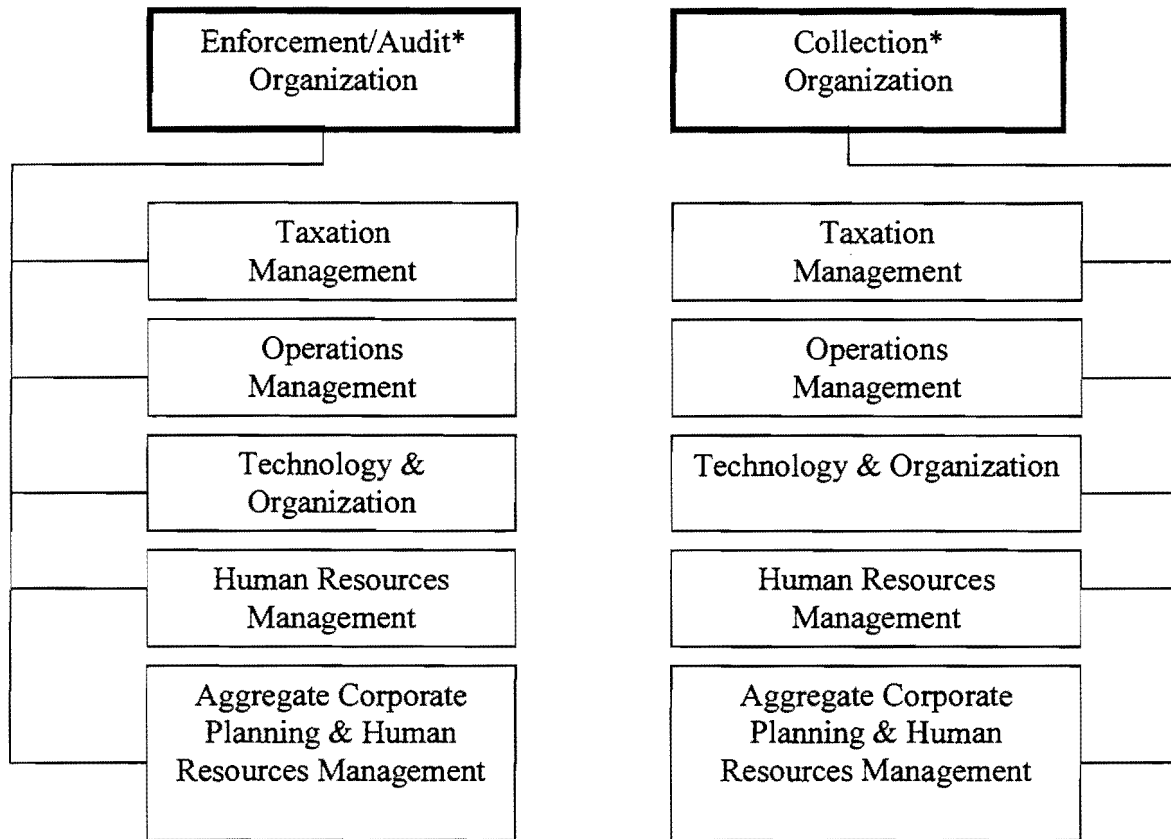 Enforcement/Audit*
Organization
Taxation
Management
Operations
Management
Technology &
Organization
Human Resources
Management
Aggregate Corporate
Planning & Human
Resources Management
Collection*
Organization
Taxation
Management
Operations
Management
Technology & Organization
Human Resources
Management
Aggregate Corporate
Planning & Human
Resources Management